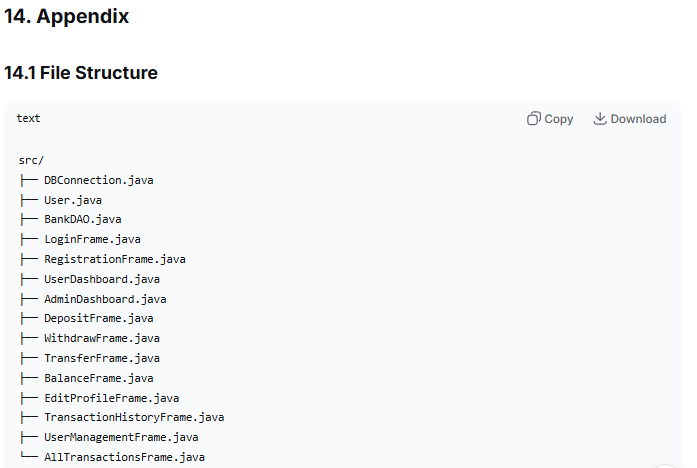 14. Appendix
14.1 File Structure
text
Copy
Download
src/
├── DBConnection.java
├── User.java
├── BankDAO.java
├── LoginFrame.java
├── RegistrationFrame.java
├── UserDashboard.java
├── AdminDashboard.java
├── DepositFrame.java
├── WithdrawFrame.java
├── TransferFrame.java
├── BalanceFrame.java
├── EditProfileFrame.java
├── TransactionHistoryFrame.java
├── UserManagementFrame.java
└── AllTransactionsFrame.java